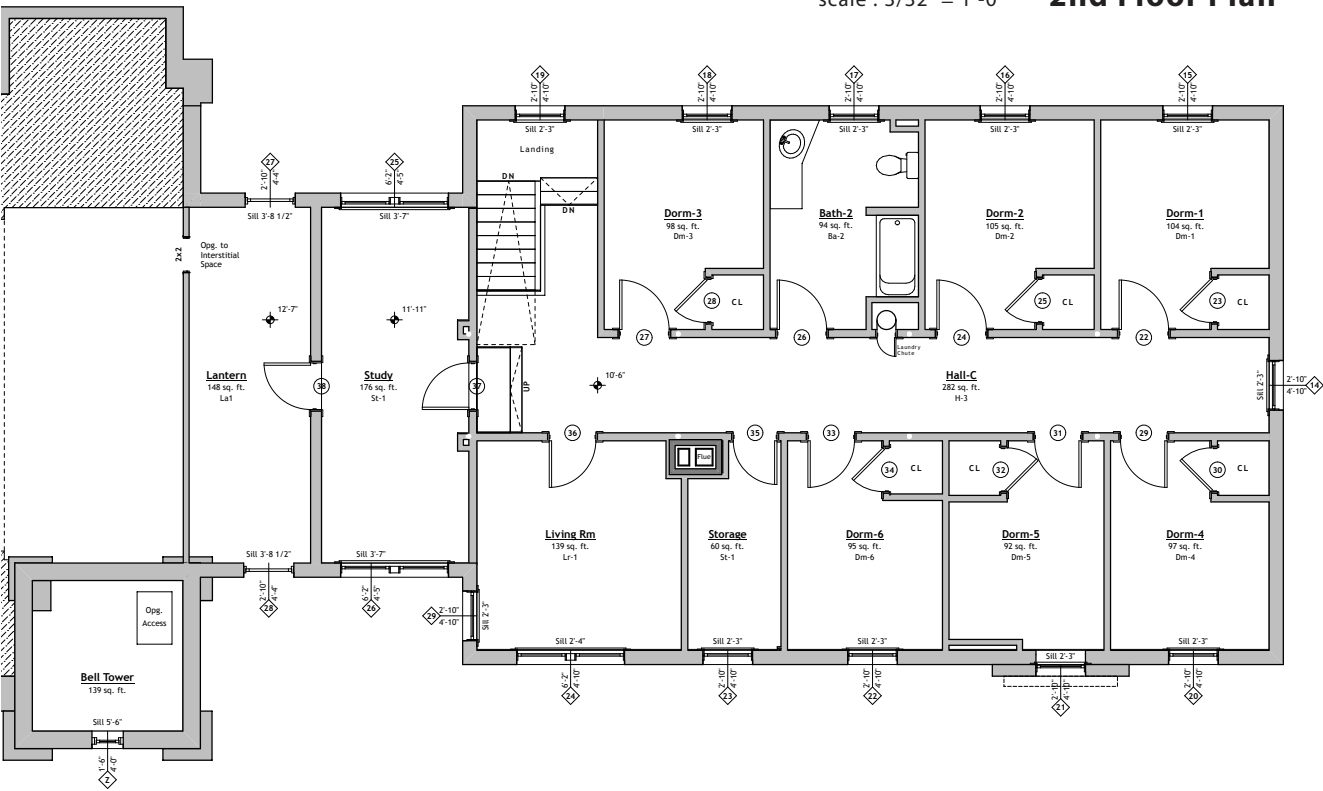 scale : 3/32" = 1'-0" 2nd Floor Plan
19
2'-10"
4'-10"
18
2'-10"
4'-10"
17
2'-10"
4'-10"
16
2'-10"
4'-10"
15
2'-10"
4'-10"
Sill 2'-3"
Sill 2'-3"
Sill 2'-3"
Sill 2'-3"
Sill 2'-3"
Landing
27
2'-10"
4'-4"
25
6'-2"
4'-5"
DN
DN
Sill 3'-8 1/2"
Sill 3'-7"
Dorm-3
98 sq. ft.
Dm-3
Bath-2
94 sq. ft.
Ba-2
Dorm-2
105 sq. ft.
Dm-2
Dorm-1
104 sq. ft.
Dm-1
2x2
Opg. to
Interstitial
Space
28
CL
25
CL
23
CL
12'-7"
11'-11"
27
26
24
22
Laundry
Chute
Lantern
148 sq. ft.
La1
38
Study
176 sq. ft.
St-1
37
UP
10'-6"
Hall-C
282 sq. ft.
H-3
Sill 2'-3"
2'-10"
4'-10"
14
36
35
33
31
29
Flue
34
CL
CL
32
30
CL
Living Rm
139 sq. ft.
Lr-1
Storage
60 sq. ft.
St-1
Dorm-6
95 sq. ft.
Dm-6
Dorm-5
92 sq. ft.
Dm-5
Dorm-4
97 sq. ft.
Dm-4
Sill 3'-8 1/2"
Sill 3'-7"
2'-10"
4'-4"
28
6'-2"
4'-5"
26
29
2'-10"
4'-10"
Sill 2'-3"
Opg.
Access
Sill 2'-4"
Sill 2'-3"
Sill 2'-3"
Sill 2'-3"
Sill 2'-3"
6'-2"
4'-10"
24
2'-10"
4'-10"
23
2'-10"
4'-10"
22
2'-10"
4'-10"
21
2'-10"
4'-10"
20
Bell Tower
139 sq. ft.
Sill 5'-6"
1'-6"
4'-0"
Z